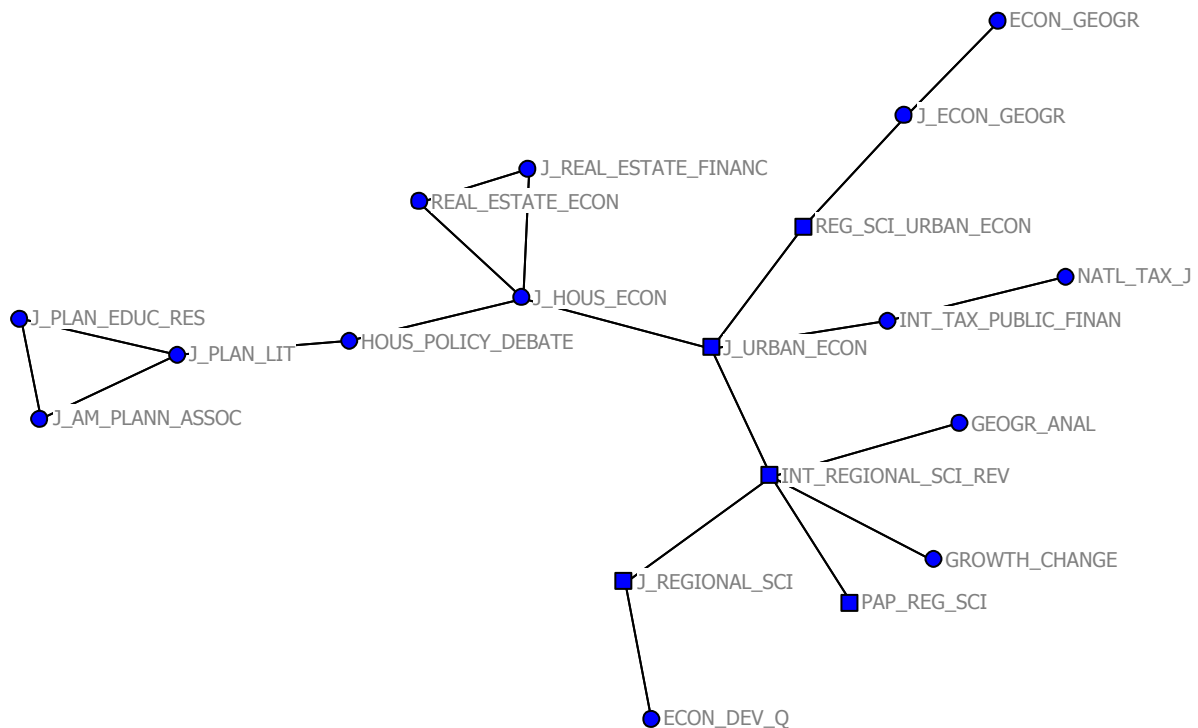 ECON_GEOGR
J_ECON_GEOGR
J_REAL_ESTATE_FINANC
REAL_ESTATE_ECON
REG_SCI_URBAN_ECON
NATL_TAX_J
J_HOUS_ECON
J_PLAN_EDUC_RES
INT_TAX_PUBLIC_FINAN
HOUS_POLICY_DEBATE
J_URBAN_ECON
J_PLAN_LIT
J_AM_PLANN_ASSOC
GEOGR_ANAL
INT_REGIONAL_SCI_REV
GROWTH_CHANGE
J_REGIONAL_SCI
PAP_REG_SCI
ECON_DEV_Q